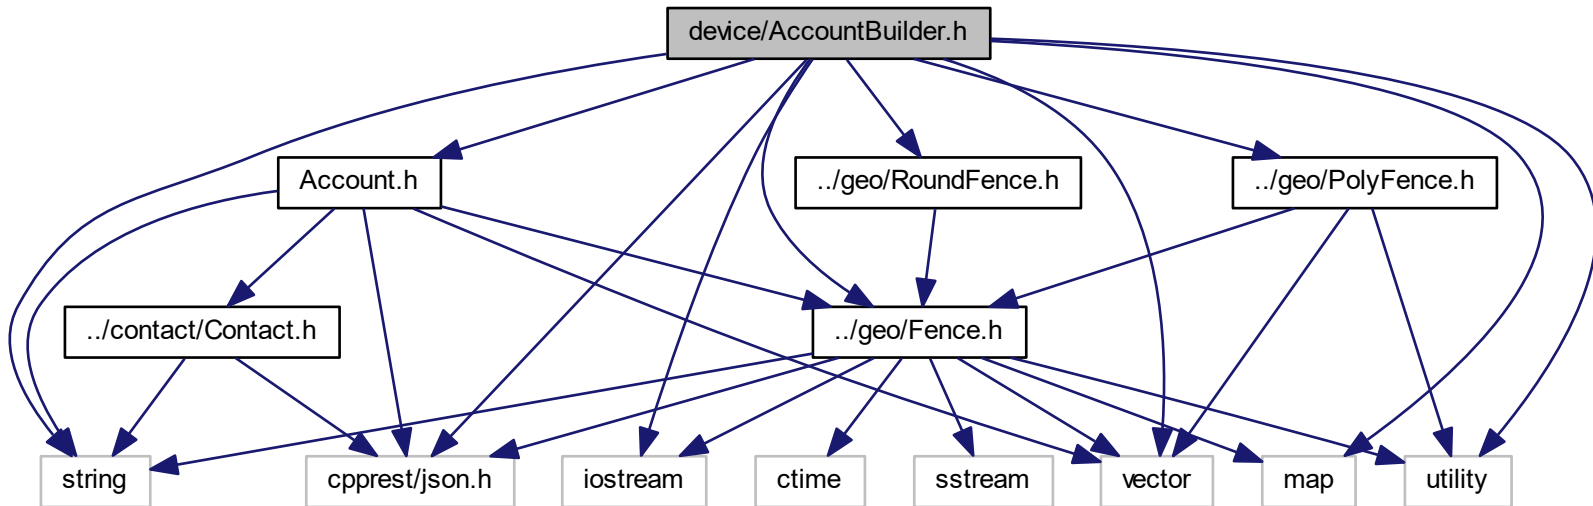 device/AccountBuilder.h
Account.h
../geo/RoundFence.h
../geo/PolyFence.h
../contact/Contact.h
../geo/Fence.h
string
cpprest/json.h
iostream
ctime
sstream
vector
map
utility